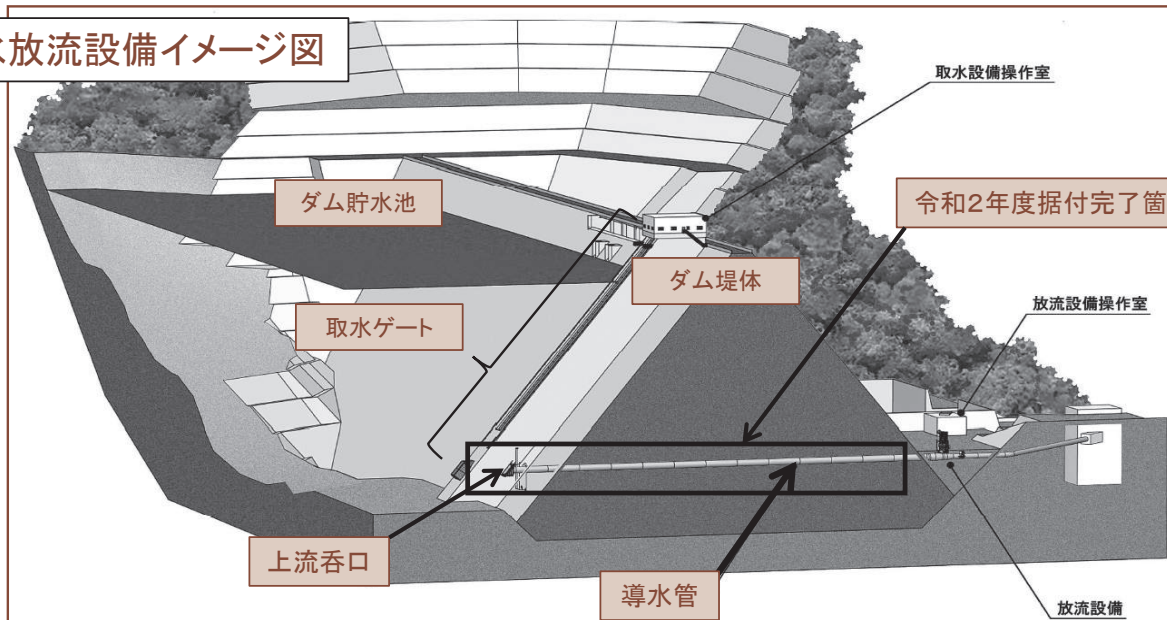 放流設備イメージ図
取水設備操作室
ダム貯水池
令和2年度据付完了箇
ダム堤体
放流設備操作室
取水ゲート
上流呑口
導水管
放流設備